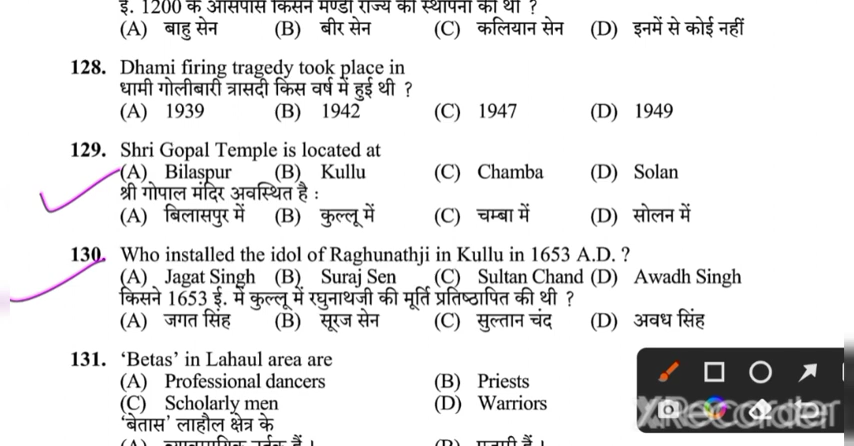 ई. 1200 के आसपास किसने मण्डी राज्य की स्थापना की थी ?
(A) बाहु सेन (B) बीर सेन (C) कलियान सेन (D) इनमें से कोई नहीं
128. Dhami firing tragedy took place in
धामी गोलीबारी त्रासदी किस वर्ष में हुई थी ?
(A) 1939 (B) 1942 (C) 1947 (D) 1949
129. Shri Gopal Temple is located at
(A) Bilaspur (B) Kullu (C) Chamba (D) Solan
श्री गोपाल मंदिर अवस्थित है :
(A) बिलासपुर में (B) कुल्लू में (C) चम्बा में (D) सोलन में
130. Who installed the idol of Raghunathji in Kullu in 1653 A.D. ?
(A) Jagat Singh (B) Suraj Sen (C) Sultan Chand (D) Awadh Singh
किसने 1653 ई. में कुल्लू में रघुनाथजी की मूर्ति प्रतिष्ठापित की थी ?
(A) जगत सिंह (B) सूरज सेन (C) सुल्तान चंद (D) अवध सिंह
131. ‘Betas’ in Lahaul area are
(A) Professional dancers (B) Priests
(C) Scholarly men (D) Warriors
‘बेतास’ लाहौल क्षेत्र के
XRecorder